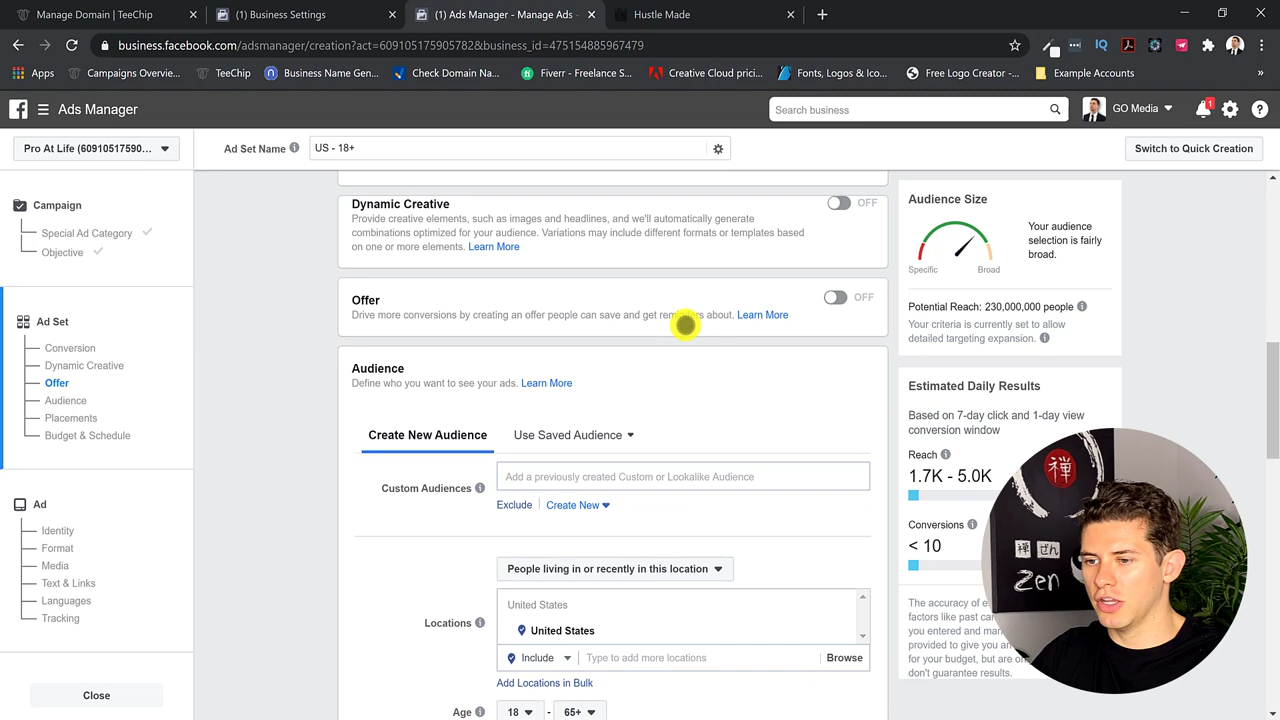 Manage Domain | TeeChip
(1) Business Settings
(1) Ads Manager - Manage Ads -
Hustle Made
business.facebook.com/adsmanager/creation?act=609105175905782&business_id=475154885967479
Apps
Campaigns Overvie...
TeeChip
Business Name Gen...
Check Domain Na...
Fiverr - Freelance S...
Creative Cloud prici...
Fonts, Logos & Ico...
Free Logo Creator -...
Example Accounts
Ads Manager
Search business
GO Media
1
Pro At Life (60910517590...
Ad Set Name
US - 18+
Switch to Quick Creation
Campaign
Special Ad Category
Objective
Ad Set
Conversion
Dynamic Creative
Offer
Audience
Placements
Budget & Schedule
Ad
Identity
Format
Media
Text & Links
Languages
Tracking
Close
Dynamic Creative
OFF
Provide creative elements, such as images and headlines, and we'll automatically generate
combinations optimized for your audience. Variations may include different formats or templates
based on one or more elements. Learn More
Offer
OFF
Drive more conversions by creating an offer people can save and get reminders about. Learn More
Audience
Define who you want to see your ads. Learn More
Create New Audience
Use Saved Audience
Custom Audiences
Add a previously created Custom or Lookalike Audience
Exclude
Create New
People living in or recently in this location
Locations
United States
United States
Include
Type to add more locations
Browse
Add Locations in Bulk
Age
18
-
65+
Audience Size
Your audience
selection is fairly
broad.
Specific
Broad
Potential Reach: 230,000,000 people
Your criteria is currently set to allow
detailed targeting expansion.
Estimated Daily Results
Based on 7-day click and 1-day view
conversion window
Reach
1.7K - 5.0K
Conversions
< 10
The accuracy of
factors like past
you entered and
provided to give you an
for your budget, but are
don't guarantee results.
禅
禅 ぜん
Zen